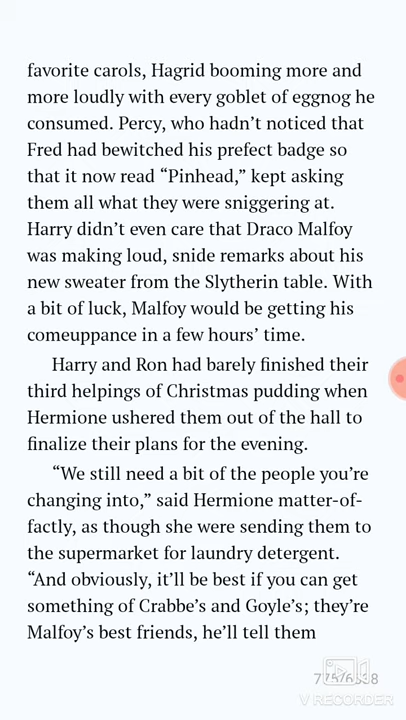 favorite carols, Hagrid booming more and
more loudly with every goblet of eggnog he
consumed. Percy, who hadn’t noticed that
Fred had bewitched his prefect badge so
that it now read “Pinhead,” kept asking
them all what they were sniggering at.
Harry didn’t even care that Draco Malfoy
was making loud, snide remarks about his
new sweater from the Slytherin table. With
a bit of luck, Malfoy would be getting his
comeuppance in a few hours’ time.
Harry and Ron had barely finished their
third helpings of Christmas pudding when
Hermione ushered them out of the hall to
finalize their plans for the evening.
“We still need a bit of the people you’re
changing into,” said Hermione matter-of-
factly, as though she were sending them to
the supermarket for laundry detergent.
“And obviously, it’ll be best if you can get
something of Crabbe’s and Goyle’s; they’re
Malfoy’s best friends, he’ll tell them
V RECORDER